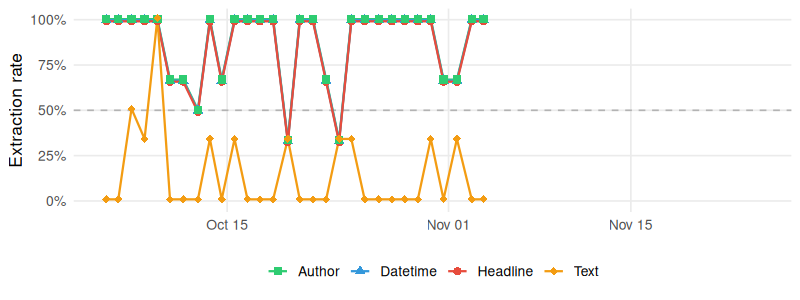 Extraction rate
100%
75%
50%
25%
0%
Oct 15 Nov 01 Nov 15
Author Datetime Headline Text